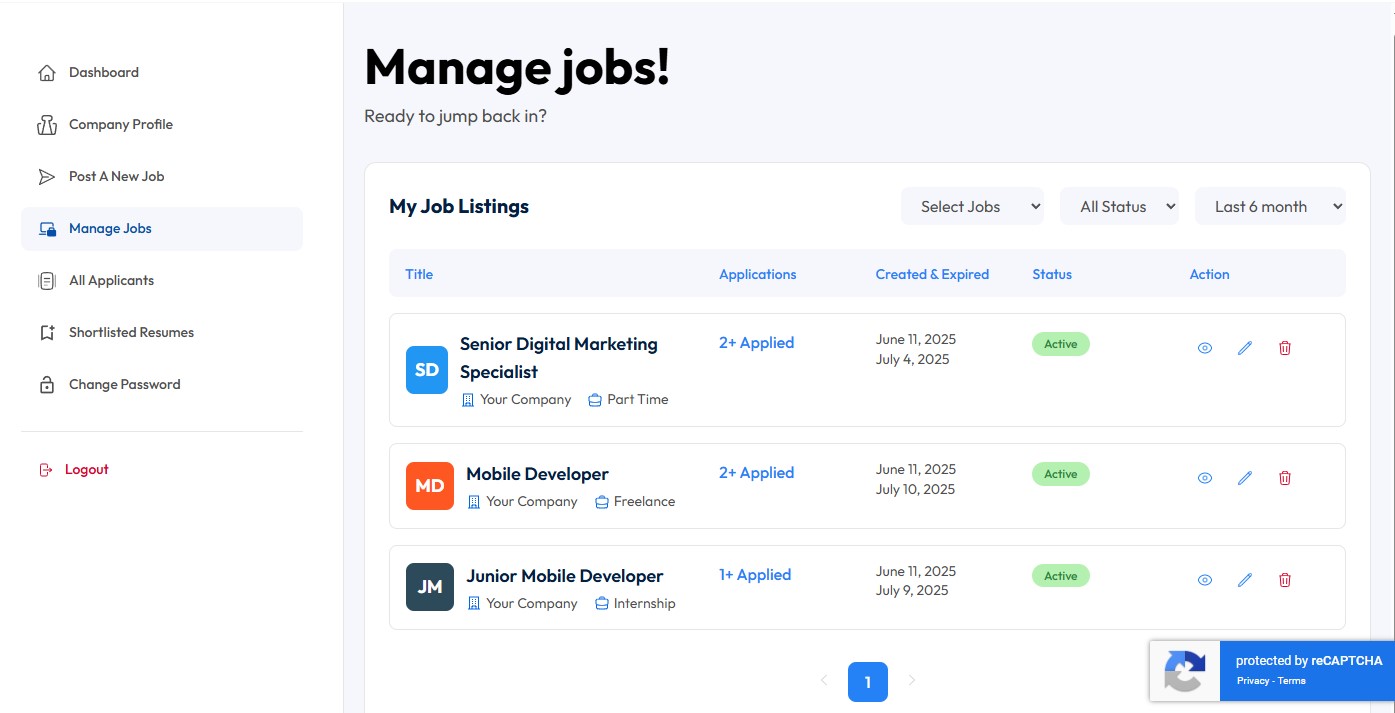 Dashboard
Company Profile
Post A New Job
Manage Jobs
All Applicants
Shortlisted Resumes
Change Password
Logout
Manage jobs!
Ready to jump back in?
My Job Listings
Select Jobs
All Status
Last 6 month
Title Applications Created & Expired Status Action
SD
Senior Digital Marketing
Specialist
Your Company Part Time
2+ Applied
June 11, 2025
July 4, 2025
Active
MD
Mobile Developer
Your Company Freelance
2+ Applied
June 11, 2025
July 10, 2025
Active
JM
Junior Mobile Developer
Your Company Internship
1+ Applied
June 11, 2025
July 9, 2025
Active
1
protected by reCAPTCHA
Privacy - Terms